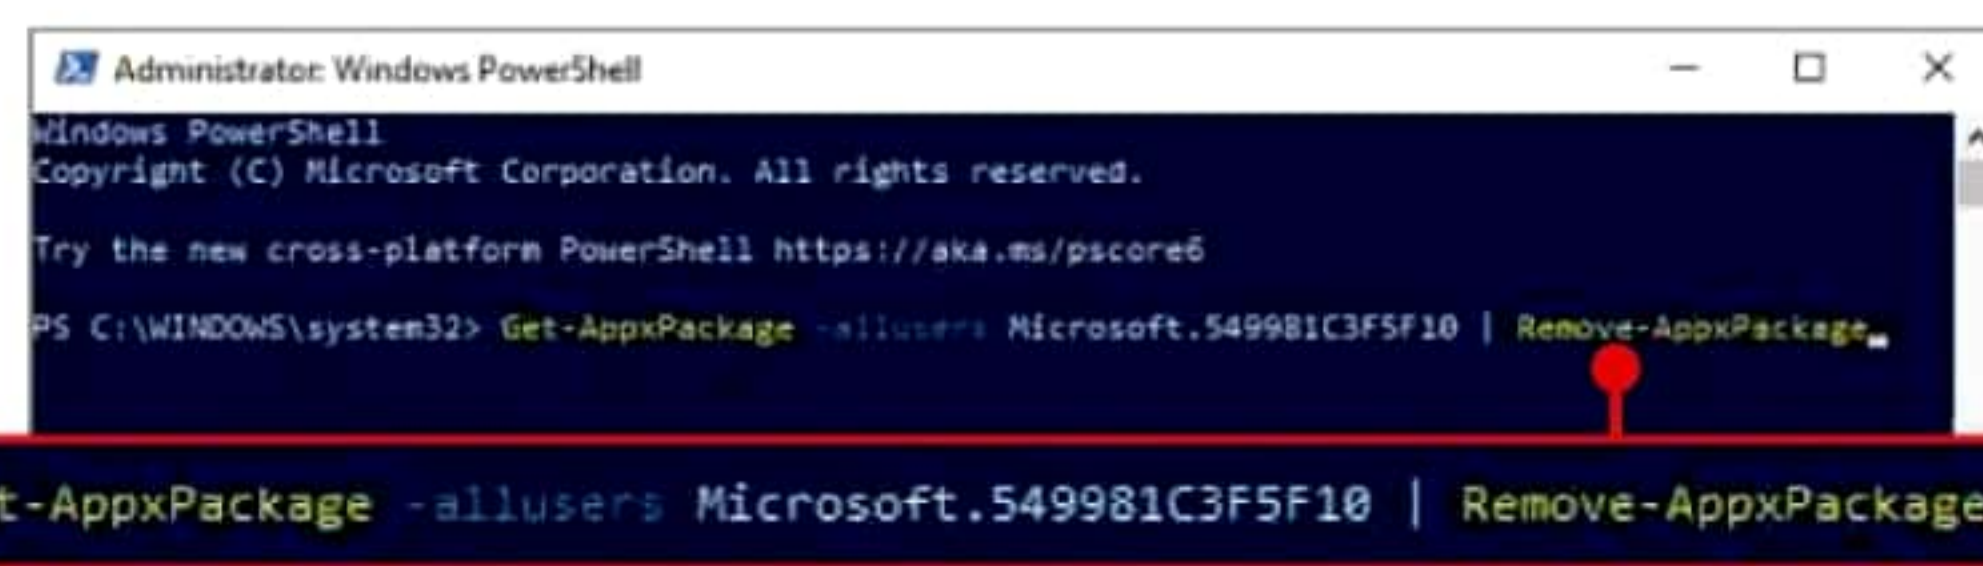 Administrator: Windows PowerShell
Windows PowerShell
Copyright (C) Microsoft Corporation. All rights reserved.
Try the new cross-platform PowerShell https://aka.ms/pscore6
PS C:\WINDOWS\system32> Get-AppxPackage -allusers Microsoft.549981C3F5F10 | Remove-AppxPackage
t-AppxPackage -allusers Microsoft.549981C3F5F10 | Remove-AppxPackage